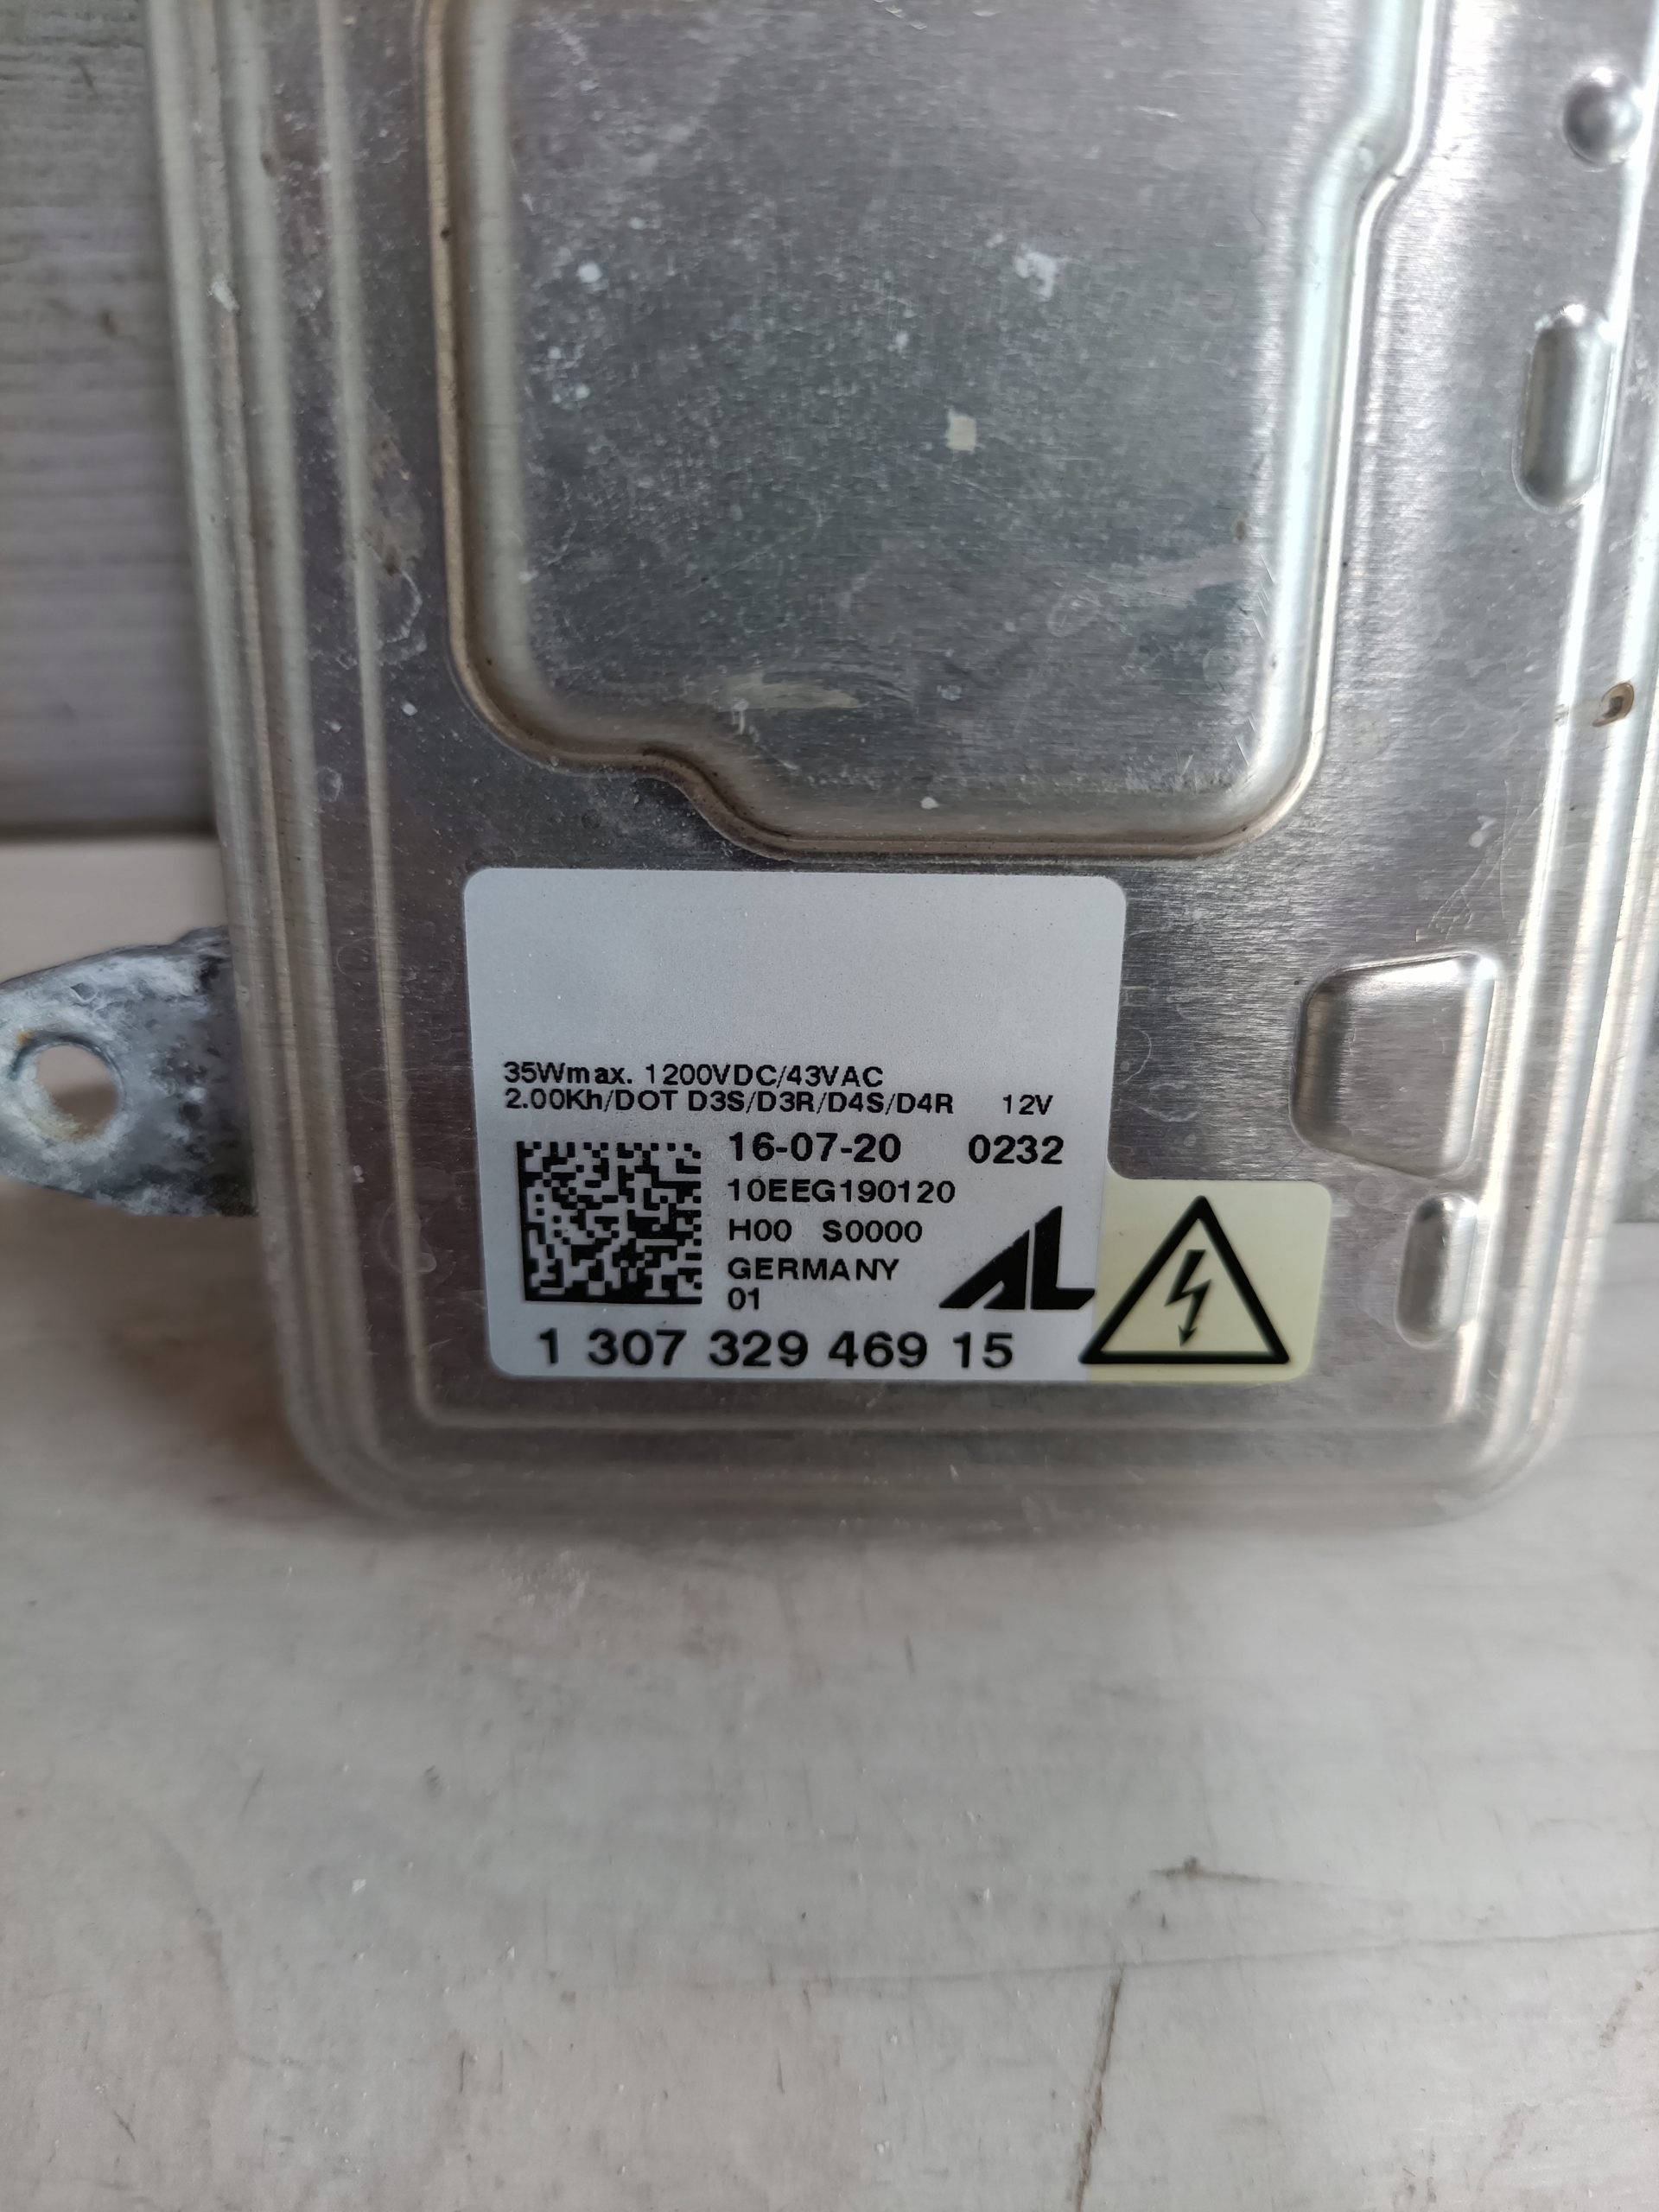 35Wmax. 1200VDC/43VAC
2.00Kh/DOT D3S/D3R/D4S/D4R 12V
16-07-20 0232
10EEG190120
H00 S0000
GERMANY
01
AL
1 307 329 469 15